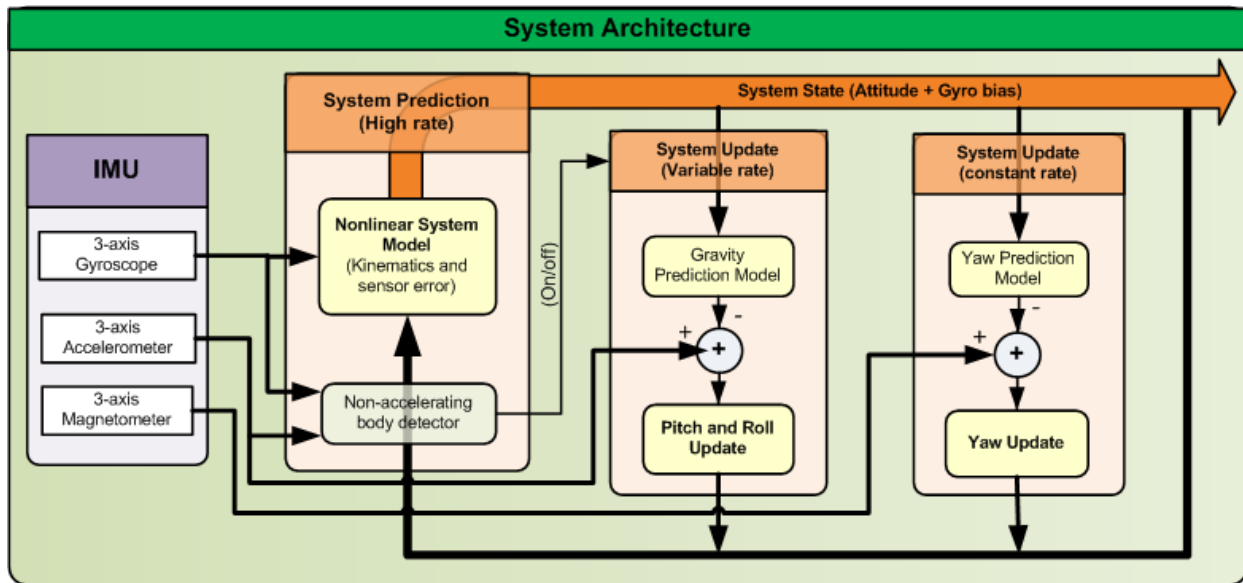 System Architecture
System Prediction
(High rate)
System State (Attitude + Gyro bias)
IMU
3-axis
Gyroscope
3-axis
Accelerometer
3-axis
Magnetometer
Nonlinear System
Model
(Kinematics and
sensor error)
Non-accelerating
body detector
(On/off)
System Update
(Variable rate)
Gravity
Prediction Model
-
+
+
Pitch and Roll
Update
System Update
(constant rate)
Yaw Prediction
Model
-
+
+
Yaw Update